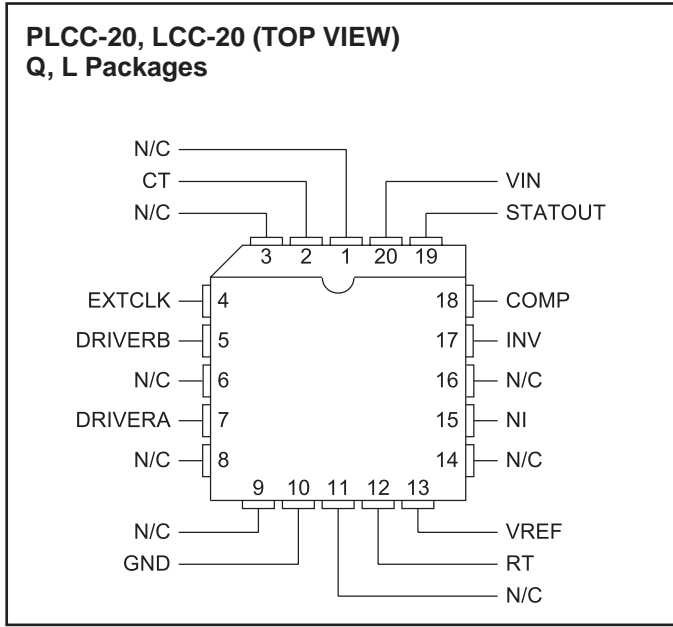 PLCC-20, LCC-20 (TOP VIEW)
Q, L Packages
N/C
CT
N/C
VIN
STATOUT
3 2 1 20 19
EXTCLK 4
DRIVERB 5
N/C 6
DRIVERA 7
N/C 8
18 COMP
17 INV
16 N/C
15 NI
14 N/C
9 10 11 12 13
N/C
GND
VREF
RT
N/C